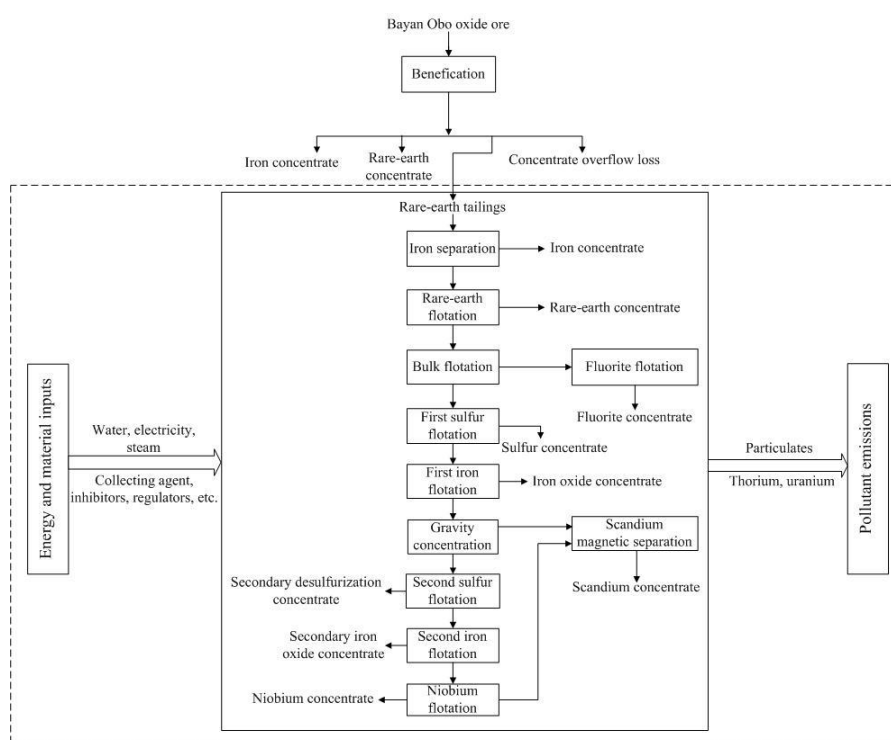 Bayan Obo oxide ore
Benefication
Iron concentrate
Rare-earth
concentrate
Concentrate overflow loss
Rare-earth tailings
Iron separation
Iron concentrate
Rare-earth
flotation
Rare-earth concentrate
Bulk flotation
Fluorite flotation
Fluorite concentrate
First sulfur
flotation
Sulfur concentrate
First iron
flotation
Iron oxide concentrate
Gravity
concentration
Scandium
magnetic separation
Scandium concentrate
Second sulfur
flotation
Secondary desulfurization
concentrate
Second iron
flotation
Secondary iron
oxide concentrate
Niobium
flotation
Niobium concentrate
Energy and material inputs
Water, electricity,
steam
Collecting agent,
inhibitors, regulators, etc.
Particulates
Thorium, uranium
Pollutant emissions